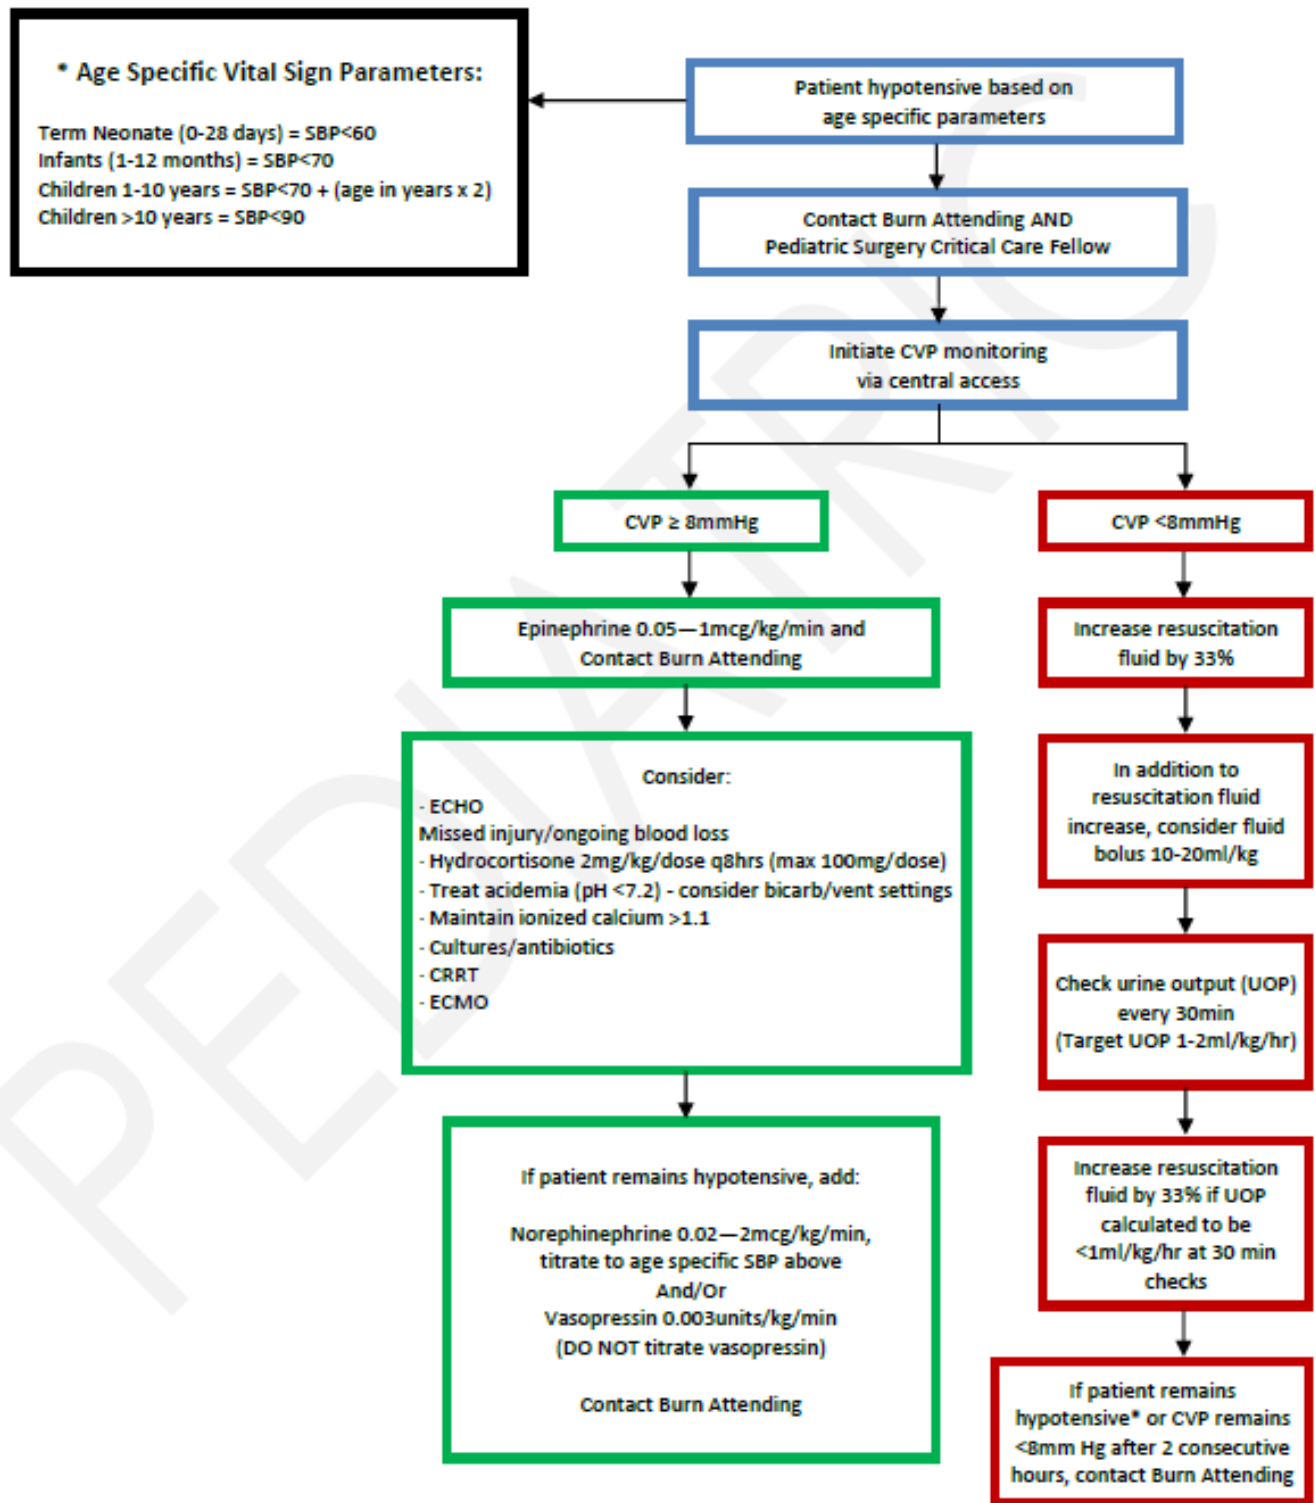 * Age Specific Vital Sign Parameters:
Term Neonate (0-28 days) = SBP<60
Infants (1-12 months) = SBP<70
Children 1-10 years = SBP<70 + (age in years x 2)
Children >10 years = SBP<90
Patient hypotensive based on
age specific parameters
Contact Burn Attending AND
Pediatric Surgery Critical Care Fellow
Initiate CVP monitoring
via central access
CVP ≥ 8mmHg
Epinephrine 0.05—1mcg/kg/min and
Contact Burn Attending
Consider:
- ECHO
Missed injury/ongoing blood loss
- Hydrocortisone 2mg/kg/dose q8hrs (max 100mg/dose)
- Treat acidemia (pH <7.2) - consider bicarb/vent settings
- Maintain ionized calcium >1.1
- Cultures/antibiotics
- CRRT
- ECMO
If patient remains hypotensive, add:
Norephinephrine 0.02—2mcg/kg/min,
titrate to age specific SBP above
And/Or
Vasopressin 0.003units/kg/min
(DO NOT titrate vasopressin)
Contact Burn Attending
CVP <8mmHg
Increase resuscitation
fluid by 33%
In addition to
resuscitation fluid
increase, consider fluid
bolus 10-20ml/kg
Check urine output (UOP)
every 30min
(Target UOP 1-2ml/kg/hr)
Increase resuscitation
fluid by 33% if UOP
calculated to be
<1ml/kg/hr at 30 min
checks
If patient remains
hypotensive* or CVP remains
<8mm Hg after 2 consecutive
hours, contact Burn Attending
PEDIATRIC